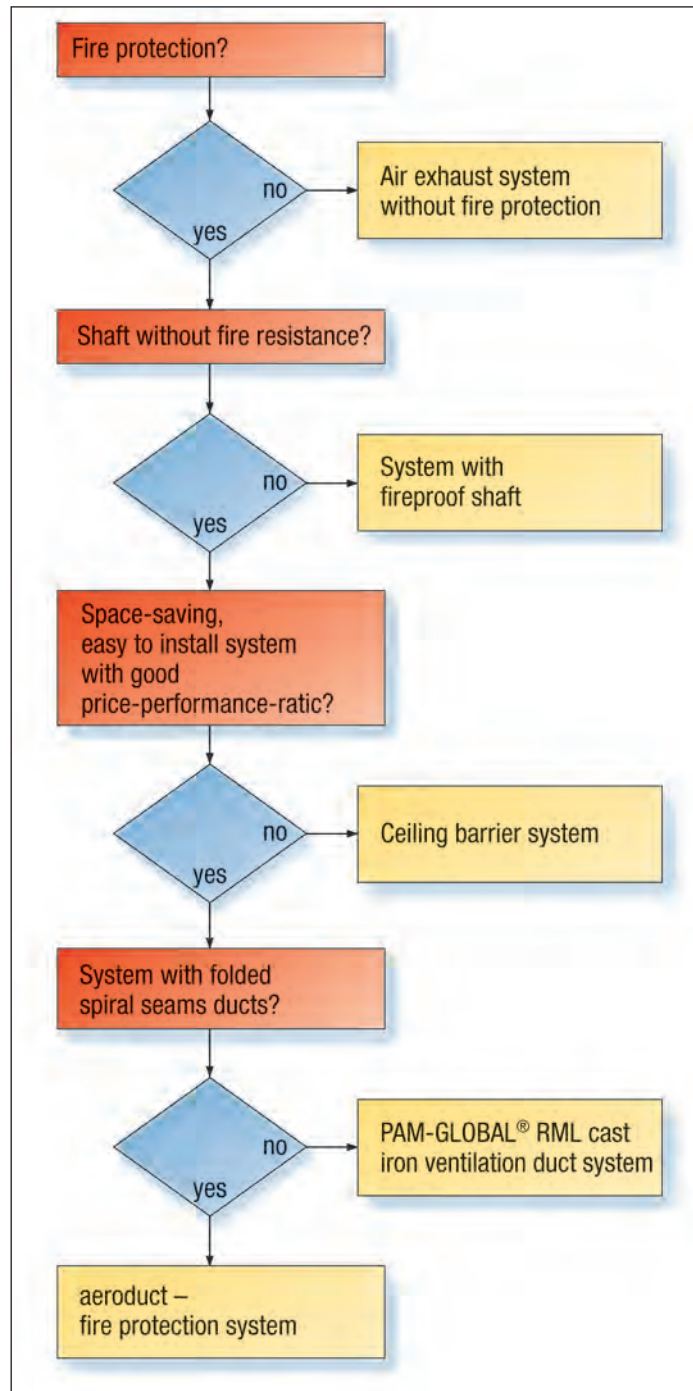 Fire protection?
no
yes
Air exhaust system
without fire protection
Shaft without fire resistance?
no
yes
System with
fireproof shaft
Space-saving,
easy to install system
with good
price-performance-ratic?
no
yes
Ceiling barrier system
System with folded
spiral seams ducts?
no
yes
PAM-GLOBAL® RML cast
iron ventilation duct system
aeroduct –
fire protection system